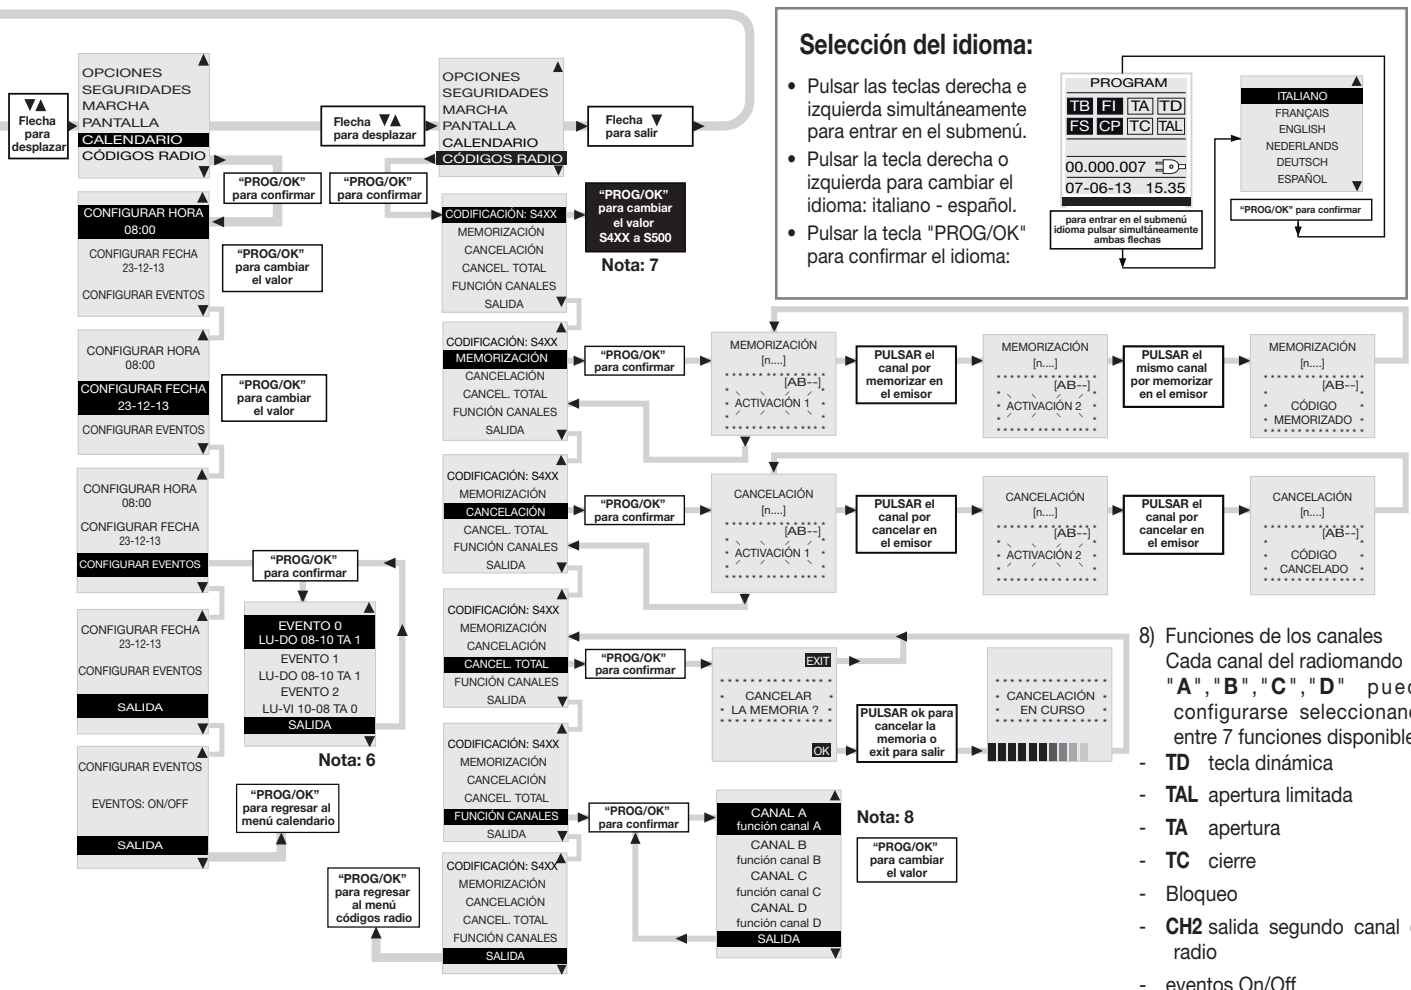 ▼▲
Flecha
para
desplazar
OPCIONES
SEGURIDADES
MARCHA
PANTALLA
CALENDARIO
CÓDIGOS RADIO
"PROG/OK"
para confirmar
CONFIGURAR HORA
08:00
CONFIGURAR FECHA
23-12-13
CONFIGURAR EVENTOS
"PROG/OK"
para cambiar
el valor
CONFIGURAR HORA
08:00
CONFIGURAR FECHA
23-12-13
CONFIGURAR EVENTOS
"PROG/OK"
para cambiar
el valor
CONFIGURAR HORA
08:00
CONFIGURAR FECHA
23-12-13
CONFIGURAR EVENTOS
"PROG/OK"
para confirmar
EVENTO 0
LU-DO 08-10 TA 1
EVENTO 1
LU-DO 08-10 TA 1
EVENTO 2
LU-VI 10-08 TA 0
SALIDA
Nota: 6
CONFIGURAR FECHA
23-12-13
CONFIGURAR EVENTOS
SALIDA
CONFIGURAR EVENTOS
EVENTOS: ON/OFF
SALIDA
"PROG/OK"
para regresar al
menú calendario
Flecha ▼▲
para desplazar
OPCIONES
SEGURIDADES
MARCHA
PANTALLA
CALENDARIO
CÓDIGOS RADIO
Flecha ▼
para salir
"PROG/OK"
para confirmar
CODIFICACIÓN: S4XX
MEMORIZACIÓN
CANCELACIÓN
CANCEL. TOTAL
FUNCIÓN CANALES
SALIDA
"PROG/OK"
para cambiar
el valor
S4XX a S500
Nota: 7
CODIFICACIÓN: S4XX
MEMORIZACIÓN
CANCELACIÓN
CANCEL. TOTAL
FUNCIÓN CANALES
SALIDA
"PROG/OK"
para confirmar
MEMORIZACIÓN
[n....]
[AB--]
ACTIVACIÓN 1
PULSAR el
canal por
memorizar en
el emisor
MEMORIZACIÓN
[n....]
[AB--]
ACTIVACIÓN 2
PULSAR el
mismo canal
por memorizar
en el emisor
MEMORIZACIÓN
[n....]
[AB--]
CÓDIGO
MEMORIZADO
CODIFICACIÓN: S4XX
MEMORIZACIÓN
CANCELACIÓN
CANCEL. TOTAL
FUNCIÓN CANALES
SALIDA
"PROG/OK"
para confirmar
CANCELACIÓN
[n....]
[AB--]
ACTIVACIÓN 1
PULSAR el
canal por
cancelar en
el emisor
CANCELACIÓN
[n....]
[AB--]
ACTIVACIÓN 2
PULSAR el
canal por
cancelar en
el emisor
CANCELACIÓN
[n....]
[AB--]
CÓDIGO
CANCELADO
CODIFICACIÓN: S4XX
MEMORIZACIÓN
CANCELACIÓN
CANCEL. TOTAL
FUNCIÓN CANALES
SALIDA
"PROG/OK"
para confirmar
EXIT
CANCELAR
LA MEMORIA ?
OK
PULSAR ok para
cancelar la
memoria o
exit para salir
CANCELACIÓN
EN CURSO
CODIFICACIÓN: S4XX
MEMORIZACIÓN
CANCELACIÓN
CANCEL. TOTAL
FUNCIÓN CANALES
SALIDA
"PROG/OK"
para confirmar
CANAL A
función canal A
CANAL B
función canal B
CANAL C
función canal C
CANAL D
función canal D
SALIDA
Nota: 8
"PROG/OK"
para cambiar
el valor
CODIFICACIÓN: S4XX
MEMORIZACIÓN
CANCELACIÓN
CANCEL. TOTAL
FUNCIÓN CANALES
SALIDA
"PROG/OK"
para regresar
al menú
códigos radio
Selección del idioma:
• Pulsar las teclas derecha e
izquierda simultáneamente
para entrar en el submenú.
• Pulsar la tecla derecha o
izquierda para cambiar el
idioma: italiano - español.
• Pulsar la tecla "PROG/OK"
para confirmar el idioma:
PROGRAM
TB FI TA TD
FS CP TC TAL
00.000.007
07-06-13 15.35
para entrar en el submenú
idioma pulsar simultáneamente
ambas flechas
ITALIANO
FRANÇAIS
ENGLISH
NEDERLANDS
DEUTSCH
ESPAÑOL
"PROG/OK" para confirmar
8) Funciones de los canales
Cada canal del radiomando
"A","B","C","D" pued
configurarse seleccionan
entre 7 funciones disponible
- TD tecla dinámica
- TAL apertura limitada
- TA apertura
- TC cierre
- Bloqueo
- CH2 salida segundo canal
radio
- eventos On/Off